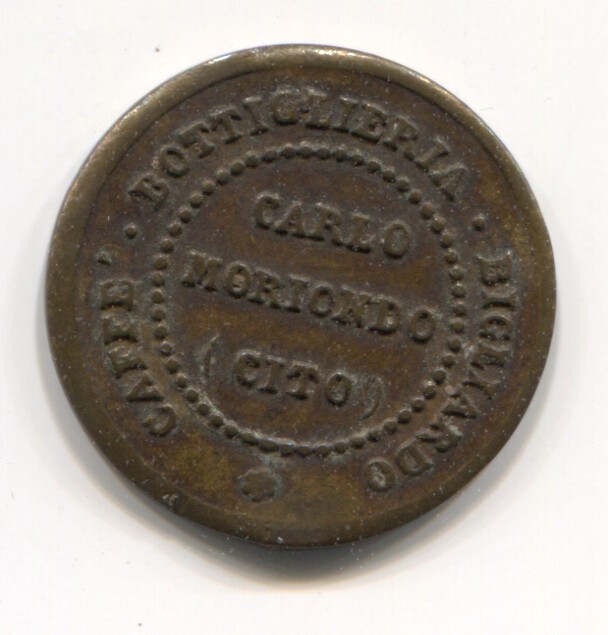 CAFFE' · BOTTIGLIERIA · BIGLIARDO
CARLO
MORIONDO
(CITO)